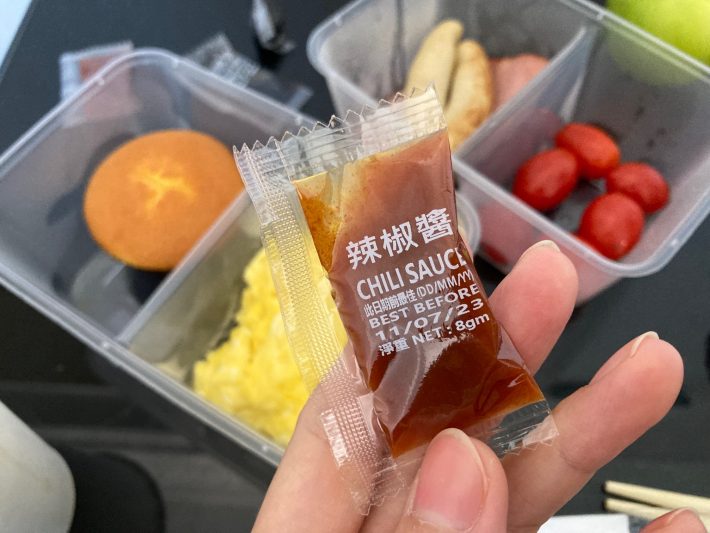 辣椒醬
CHILI SAUCE
此日期前最佳(DD/MM/YY)
BEST BEFORE
11/07/23
淨重 NET : 8gm